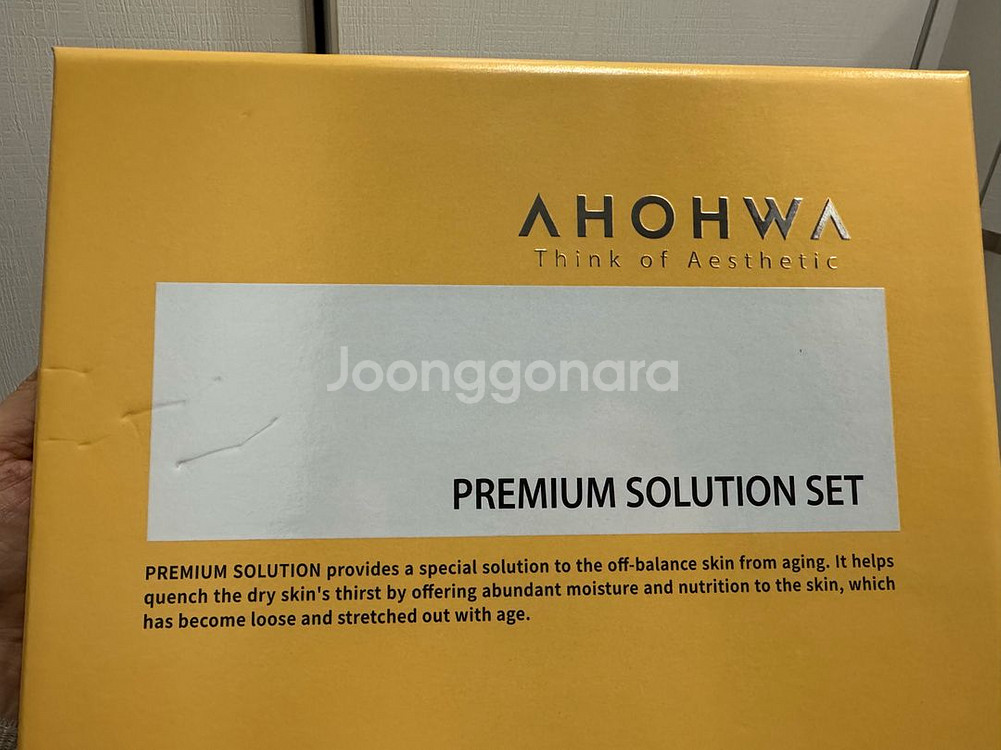 AHOHWA
Think of Aesthetic
Joonggonara
PREMIUM SOLUTION SET
PREMIUM SOLUTION provides a special solution to the off-balance skin from aging. It helps
quench the dry skin's thirst by offering abundant moisture and nutrition to the skin, which
has become loose and stretched out with age.